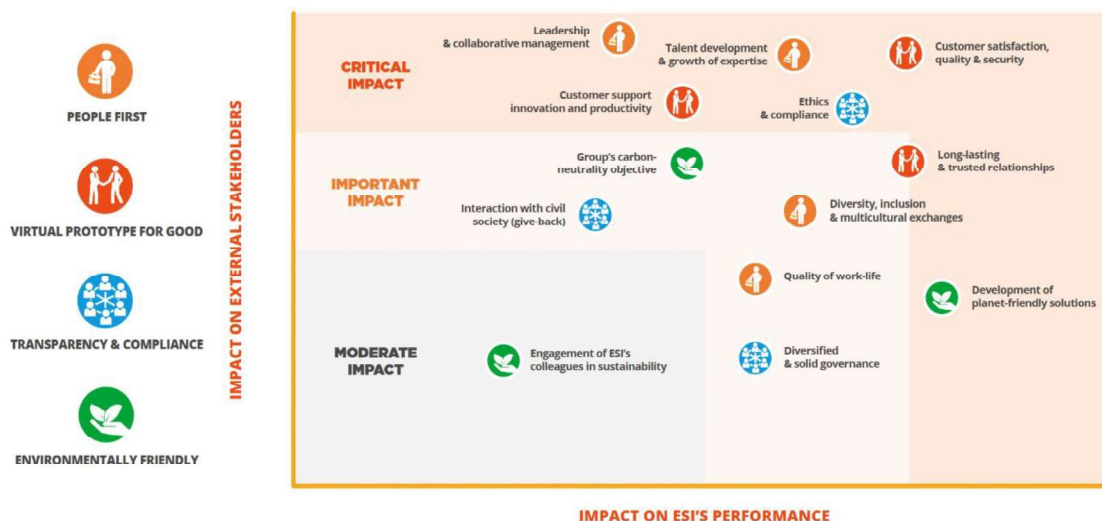 PEOPLE FIRST
VIRTUAL PROTOTYPE FOR GOOD
TRANSPARENCY & COMPLIANCE
ENVIRONMENTALLY FRIENDLY
IMPACT ON EXTERNAL STAKEHOLDERS
CRITICAL
IMPACT
Leadership
& collaborative management
Talent development
& growth of expertise
Customer satisfaction,
quality & security
Customer support
innovation and productivity
Ethics
& compliance
IMPORTANT
IMPACT
Group's carbon-
neutrality objective
Long-lasting
& trusted relationships
Interaction with civil
society (give-back)
Diversity, inclusion
& multicultural exchanges
Quality of work-life
Development of
planet-friendly solutions
MODERATE
IMPACT
Engagement of ESI's
colleagues in sustainability
Diversified
& solid governance
IMPACT ON ESI'S PERFORMANCE